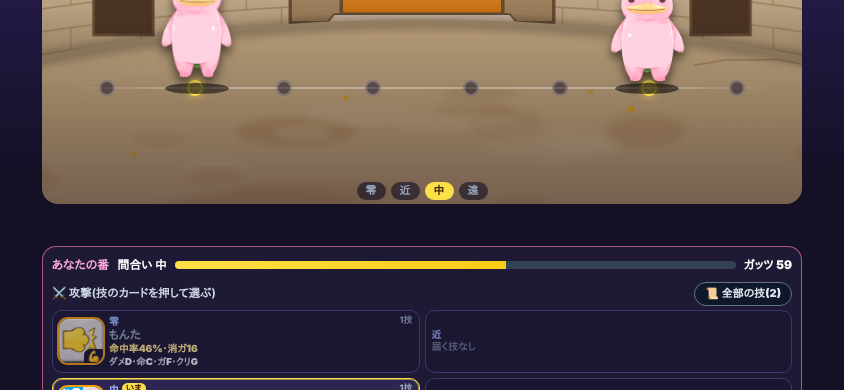 零 近 中 遠
あなたの番 間合い 中 ガッツ 59
⚔️ 攻撃(技のカードを押して選ぶ) 📜 全部の技(2)
零 1技
もんた
命中率46%・消ガ16
ダメD・命C・ガF・クリG
近
届く技なし
中 いま 1技